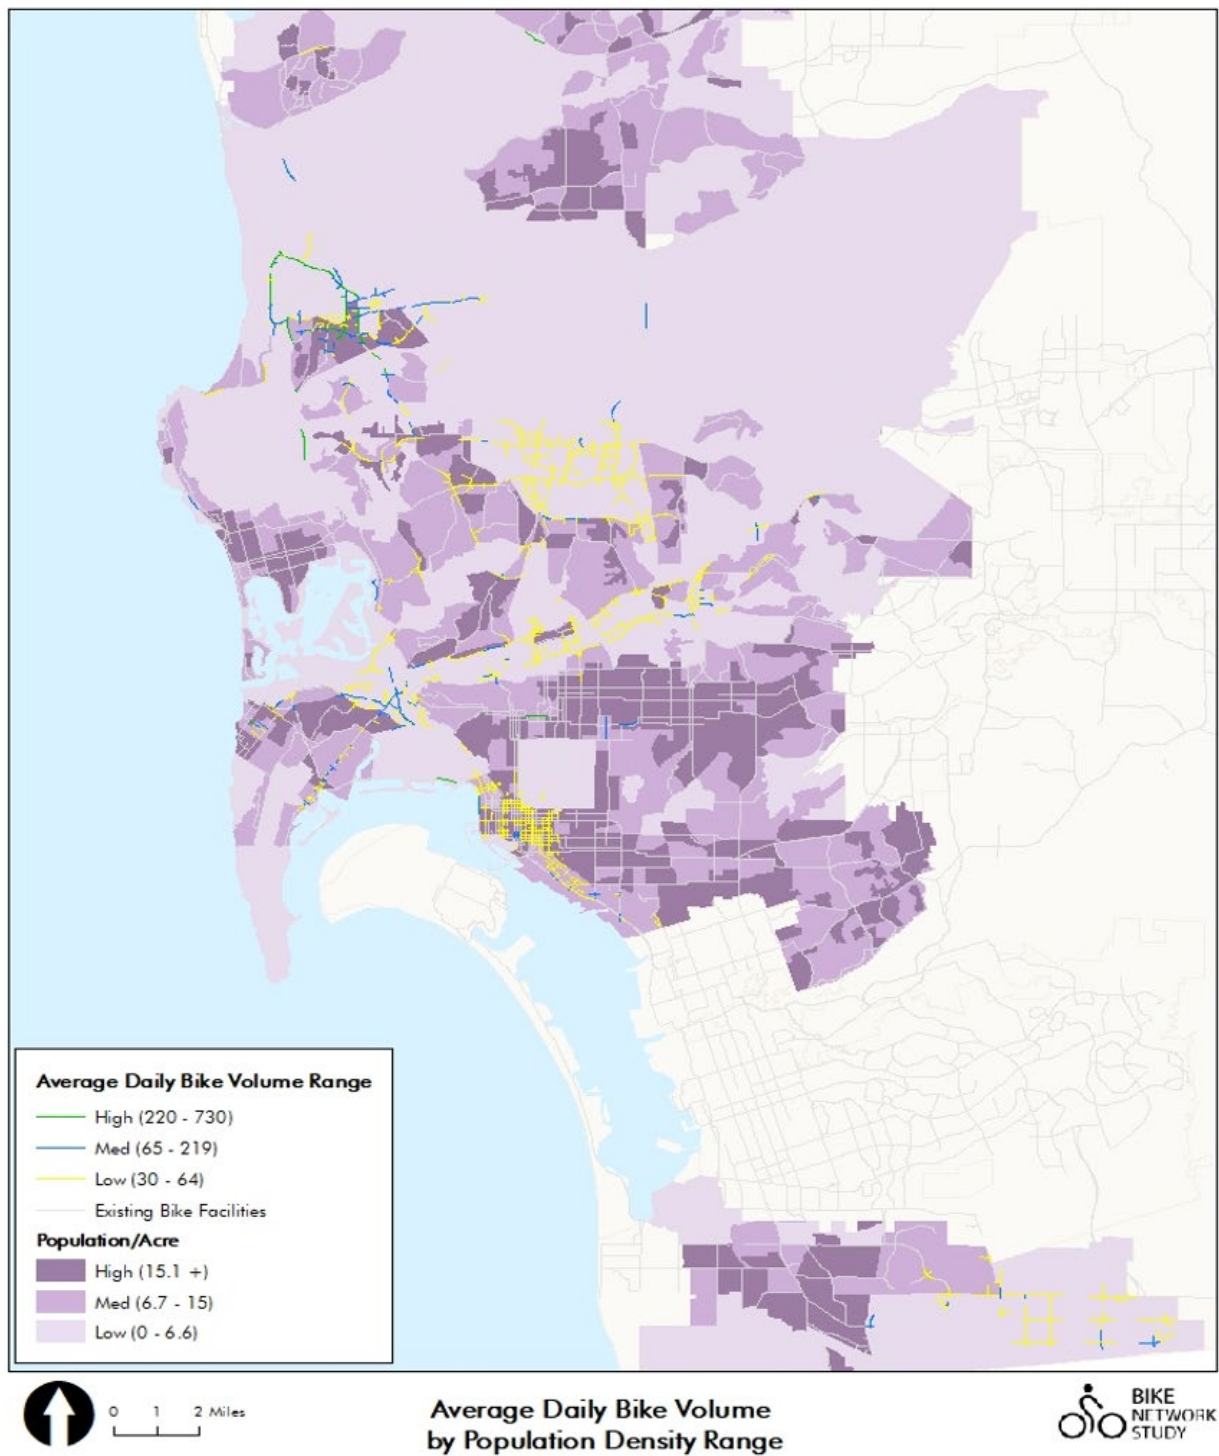 Average Daily Bike Volume Range
High (220 - 730)
Med (65 - 219)
Low (30 - 64)
Existing Bike Facilities
Population/Acre
High (15.1 +)
Med (6.7 - 15)
Low (0 - 6.6)
0 1 2 Miles
Average Daily Bike Volume
by Population Density Range
BIKE
NETWORK
STUDY